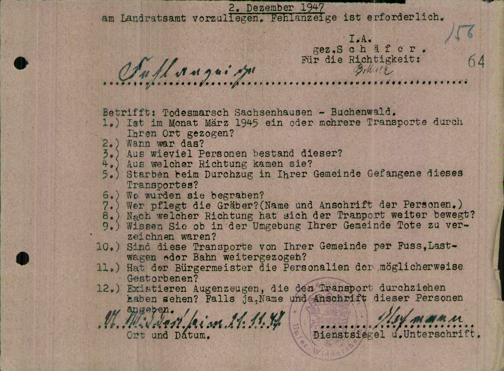 2. Dezember 1947
am Landratsamt vorzuliegen. Fehlanzeige ist erforderlich.
156
I.A.
gez.Schäfer.
Für die Richtigkeit:
64
Fehlanzeige
Betrifft: Todesmarsch Sachsenhausen - Buchenwald.
1.) Ist im Monat März 1945 ein oder mehrere Transporte durch
Ihren Ort gezogen?
2.) Wann war das?
3.) Aus wieviel Personen bestand dieser?
4.) Aus welcher Richtung kamen sie?
5.) Starben beim Durchzug in Ihrer Gemeinde Gefangene dieses
Transportes?
6.) Wo wurden sie begraben?
7.) Wer pflegt die Gräber?(Name und Anschrift der Personen.)
8.) Nach welcher Richtung hat sich der Tranport weiter bewegt?
9.) Wissen Sie ob in der Umgebung Ihrer Gemeinde Tote zu ver-
zeichnen waren?
10.) Sind diese Transporte von Ihrer Gemeinde per Fuss,Last-
wagen oder Bahn weitergezogeh?
11.) Hat der Bürgermeister die Personalien der möglicherweise
Gestorbenen?
12.) Existieren Augenzeugen, die den Transport durchziehen
haben sehen? Falls ja,Name und Anschrift dieser Personen
angeben.
Ort und Datum. Dienstsiegel u.Unterschrift.